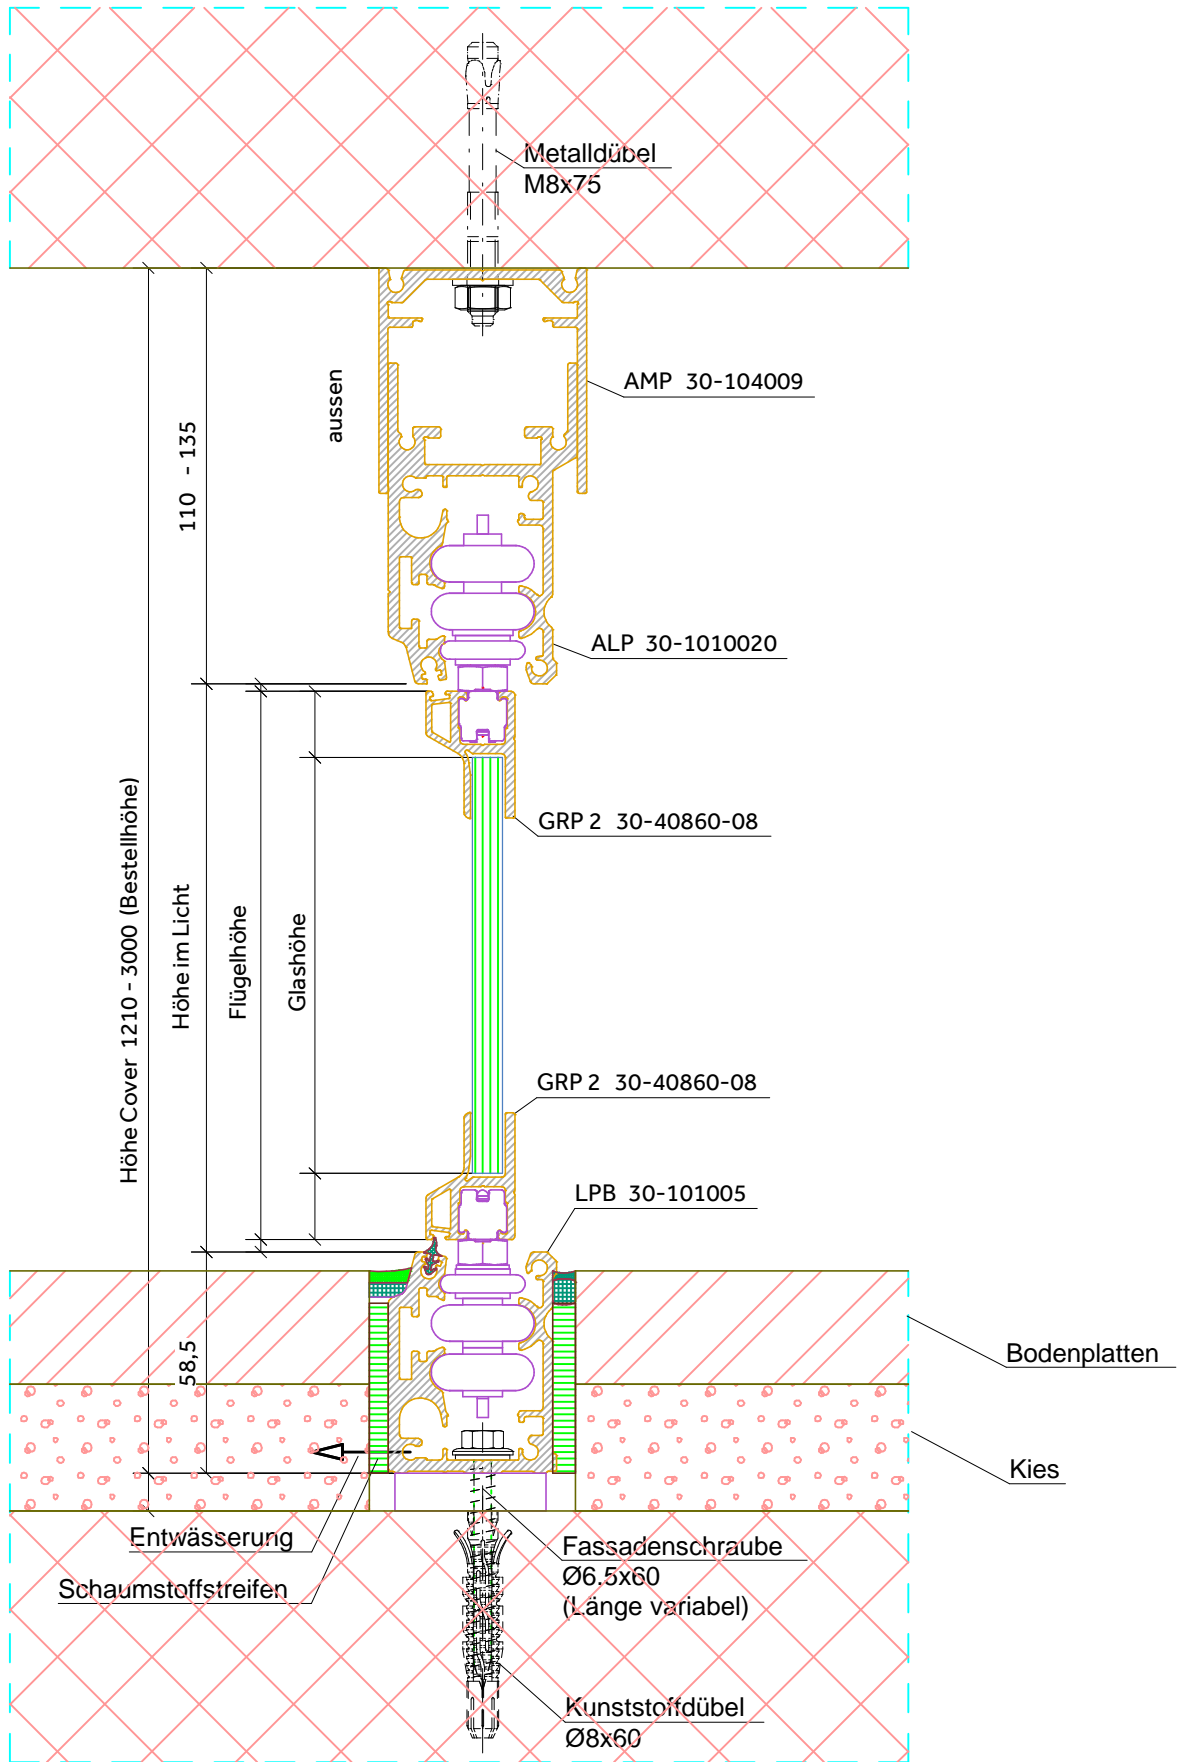 Metalldübel
M8x75
aussen
AMP 30-104009
110 - 135
ALP 30-1010020
GRP 2 30-40860-08
Höhe Cover 1210 - 3000 (Bestellhöhe)
Höhe im Licht
Flügelhöhe
Glashöhe
GRP 2 30-40860-08
LPB 30-101005
58,5
Bodenplatten
Kies
Entwässerung
Schaumstoffstreifen
Fassadenschraube
Ø6.5x60
(Länge variabel)
Kunststoffdübel
Ø8x60